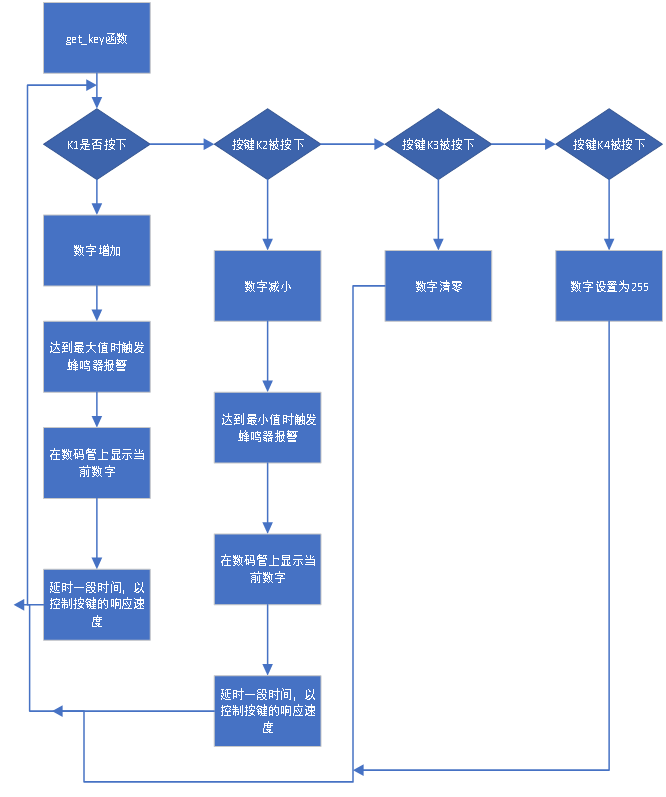 get_key函数
K1是否按下
按键K2被按下
按键K3被按下
按键K4被按下
数字增加
数字减小
数字清零
数字设置为255
达到最大值时触发
蜂鸣器报警
达到最小值时触发
蜂鸣器报警
在数码管上显示当
前数字
在数码管上显示当
前数字
延时一段时间，以
控制按键的响应速
度
延时一段时间，以
控制按键的响应速
度